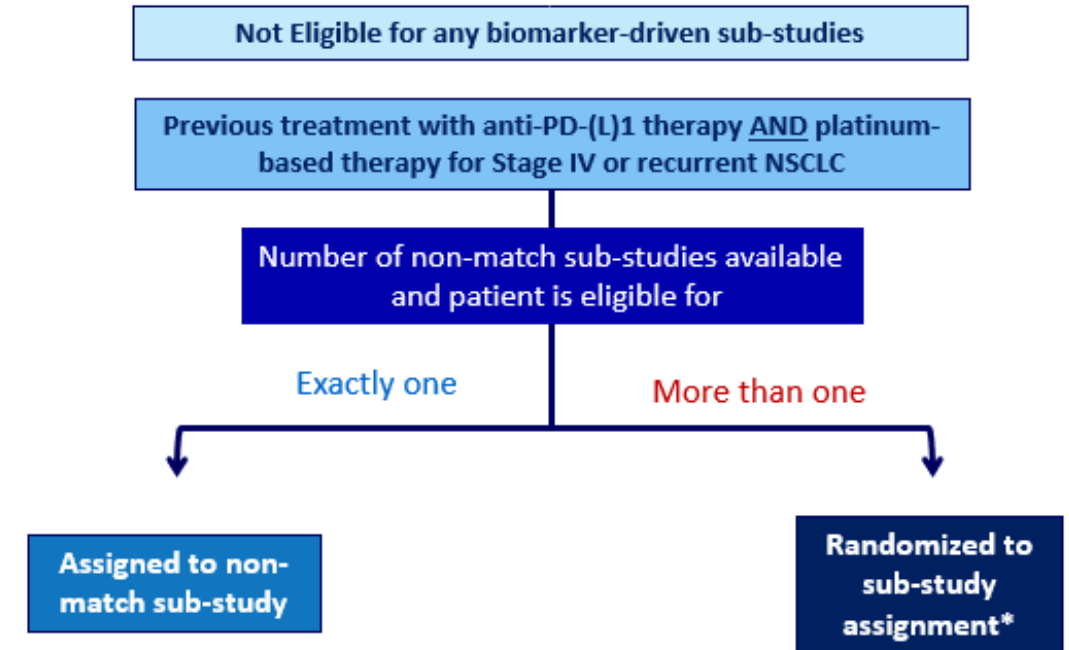 Not Eligible for any biomarker-driven sub-studies
Previous treatment with anti-PD-(L)1 therapy AND platinum-
based therapy for Stage IV or recurrent NSCLC
Number of non-match sub-studies available
and patient is eligible for
Exactly one
More than one
Assigned to non-
match sub-study
Randomized to
sub-study
assignment*